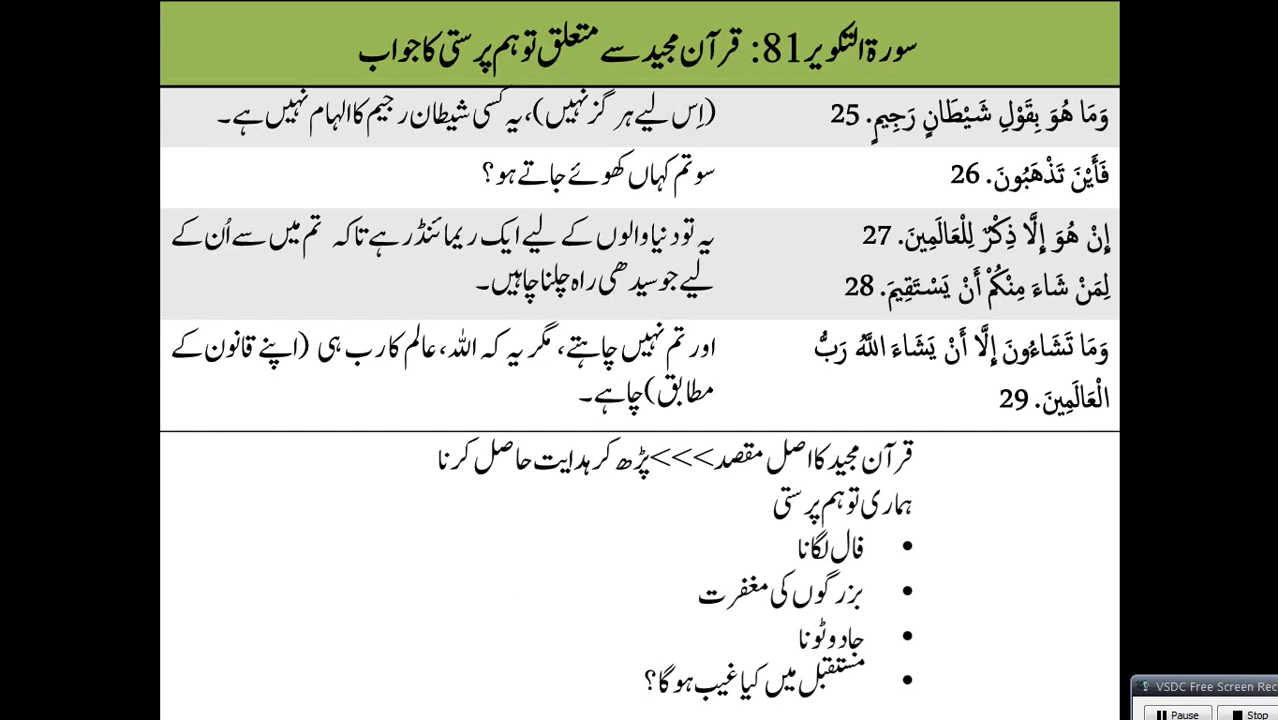 سورۃ التکویر 81: قرآن مجید سے متعلق توہم پرستی کا جواب
وَمَا هُوَ بِقَوْلِ شَيْطَانٍ رَجِيمٍ. 25
(اِس لیے ہرگز نہیں)، یہ کسی شیطان رجیم کا الہام نہیں ہے۔
فَأَيْنَ تَذْهَبُونَ. 26
سو تم کہاں کھوئے جاتے ہو؟
إِنْ هُوَ إِلَّا ذِكْرٌ لِلْعَالَمِينَ. 27
لِمَنْ شَاءَ مِنْكُمْ أَنْ يَسْتَقِيمَ. 28
یہ تو دنیا والوں کے لیے ایک ریمائنڈر ہے تاکہ تم میں سے اُن کے
لیے جو سیدھی راہ چلنا چاہیں۔
وَمَا تَشَاءُونَ إِلَّا أَنْ يَشَاءَ اللَّهُ رَبُّ
الْعَالَمِينَ. 29
اور تم نہیں چاہتے، مگر یہ کہ اللہ، عالم کا رب ہی (اپنے قانون کے
مطابق) چاہے۔
قرآن مجید کا اصل مقصد>>>پڑھ کر ہدایت حاصل کرنا
ہماری توہم پرستی
• فال لگانا
• بزرگوں کی مغفرت
• جادو ٹونا
• مستقبل میں کیا غیب ہو گا؟
VSDC Free Screen Rec
Pause Stop